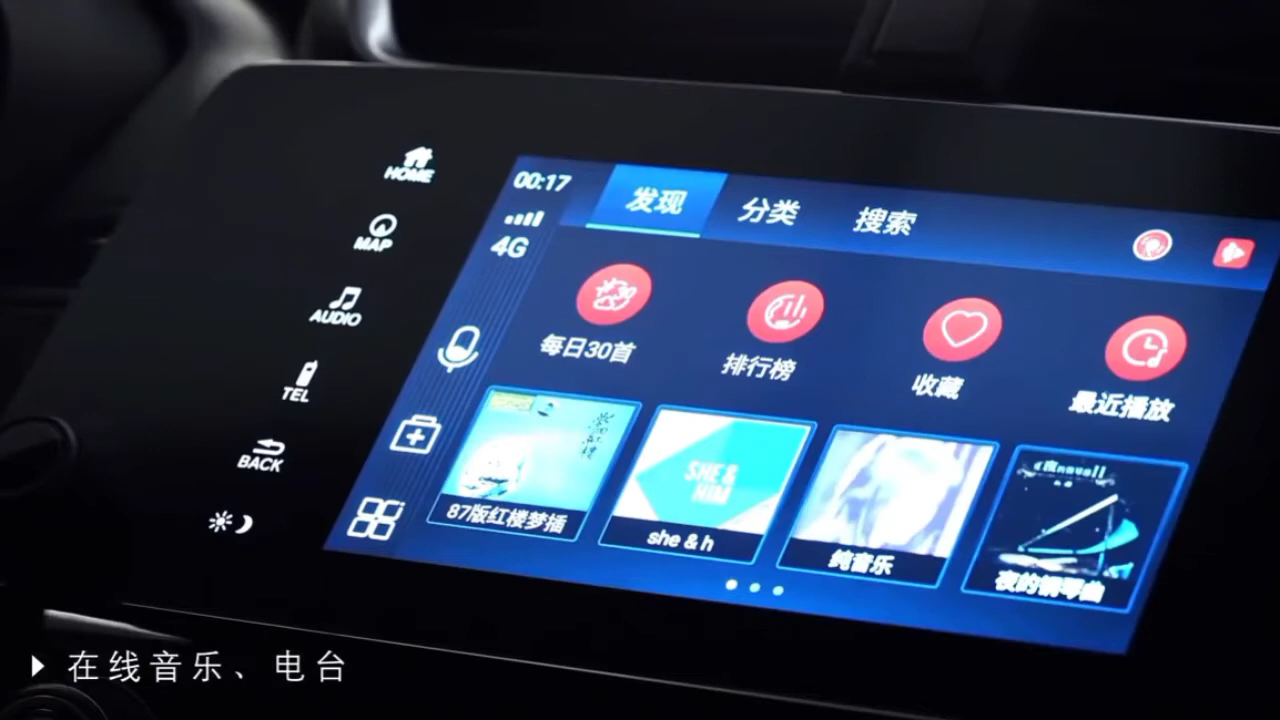 HOME
MAP
AUDIO
TEL
BACK
00:17
4G
发现 分类 搜索
每日30首 排行榜 收藏 最近播放
SHE &
HIM
87版红楼梦插 she & h 纯音乐 夜的钢琴曲
在线音乐、电台